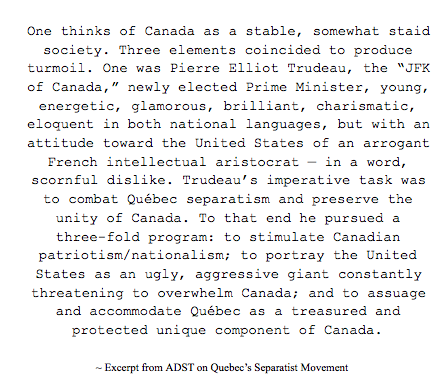 One thinks of Canada as a stable, somewhat staid
society. Three elements coincided to produce
turmoil. One was Pierre Elliot Trudeau, the “JFK
of Canada,” newly elected Prime Minister, young,
energetic, glamorous, brilliant, charismatic,
eloquent in both national languages, but with an
attitude toward the United States of an arrogant
French intellectual aristocrat — in a word,
scornful dislike. Trudeau’s imperative task was
to combat Québec separatism and preserve the
unity of Canada. To that end he pursued a
three-fold program: to stimulate Canadian
patriotism/nationalism; to portray the United
States as an ugly, aggressive giant constantly
threatening to overwhelm Canada; and to assuage
and accommodate Québec as a treasured and
protected unique component of Canada.
~ Excerpt from ADST on Quebec’s Separatist Movement